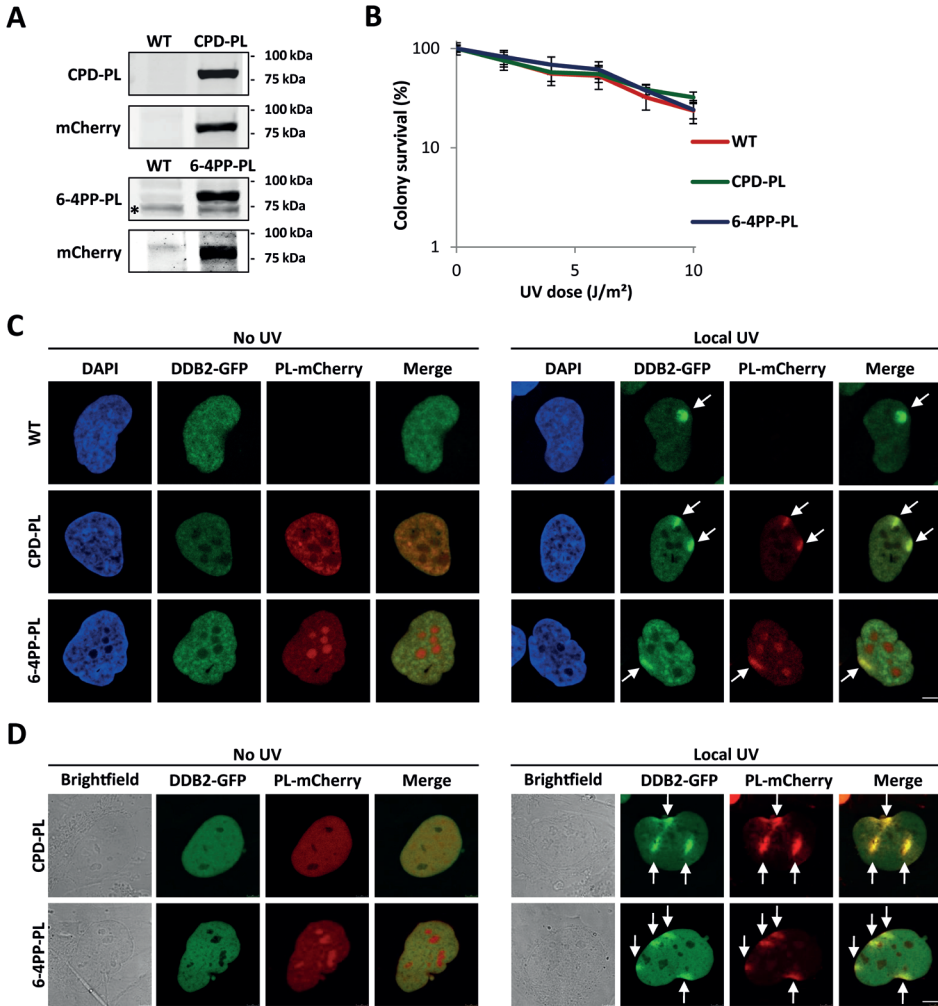 A
WT CPD-PL
CPD-PL
- 100 kDa
- 75 kDa
mCherry
- 100 kDa
- 75 kDa
WT 6-4PP-PL
6-4PP-PL
- 100 kDa
- 75 kDa
*
mCherry
- 100 kDa
- 75 kDa
B
Colony survival (%)
100
10
1
0 5 10
UV dose (J/m²)
WT
CPD-PL
6-4PP-PL
C
No UV Local UV
DAPI DDB2-GFP PL-mCherry Merge DAPI DDB2-GFP PL-mCherry Merge
WT
CPD-PL
6-4PP-PL
D
No UV Local UV
Brightfield DDB2-GFP PL-mCherry Merge Brightfield DDB2-GFP PL-mCherry Merge
CPD-PL
6-4PP-PL